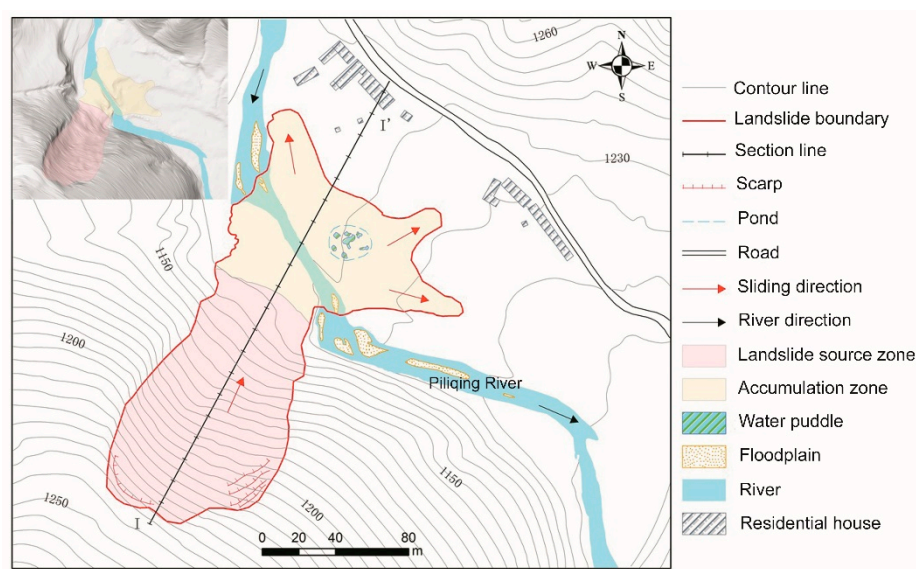 1260
N
W E
S
I'
1230
1150
1200
Piliqing River
1250
I
1200
1150
0 20 40 80
m
Contour line
Landslide boundary
Section line
Scarp
Pond
Road
Sliding direction
River direction
Landslide source zone
Accumulation zone
Water puddle
Floodplain
River
Residential house